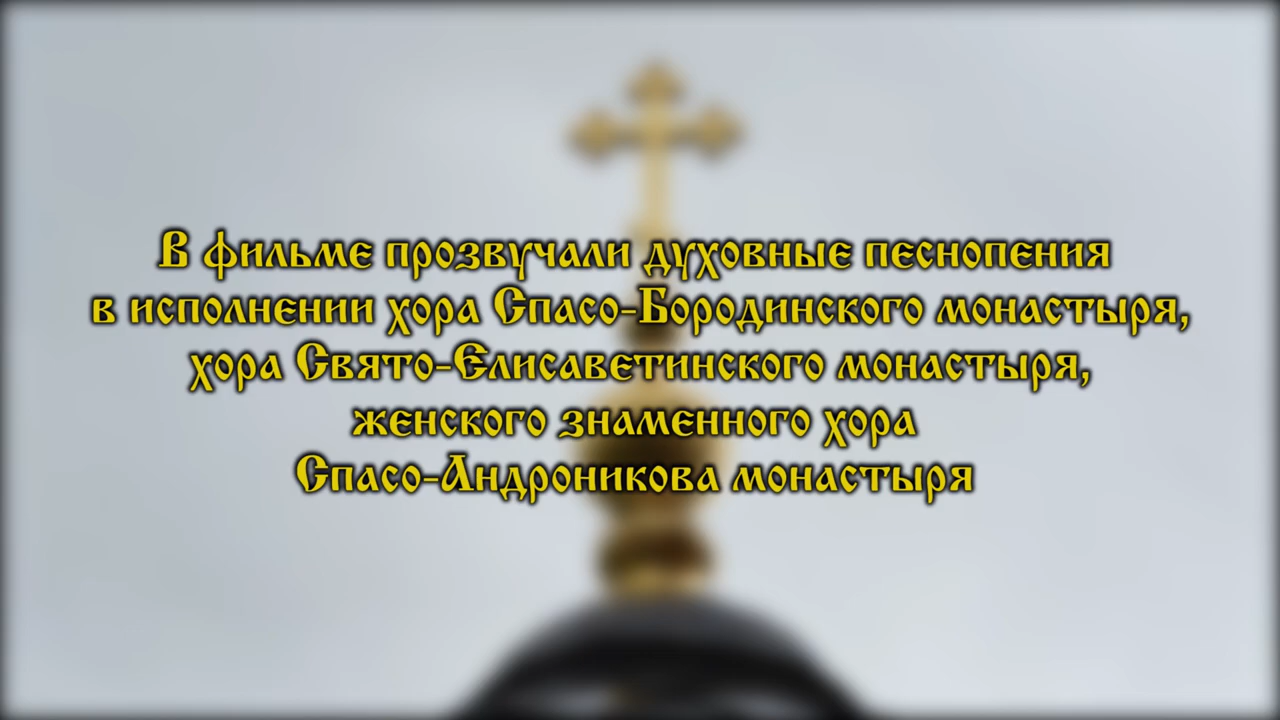 В фильме прозвучали духовные песнопения
в исполнении хора Спасо-Бородинского монастыря,
хора Свято-Елисаветинского монастыря,
женского знаменного хора
Спасо-Андроникова монастыря